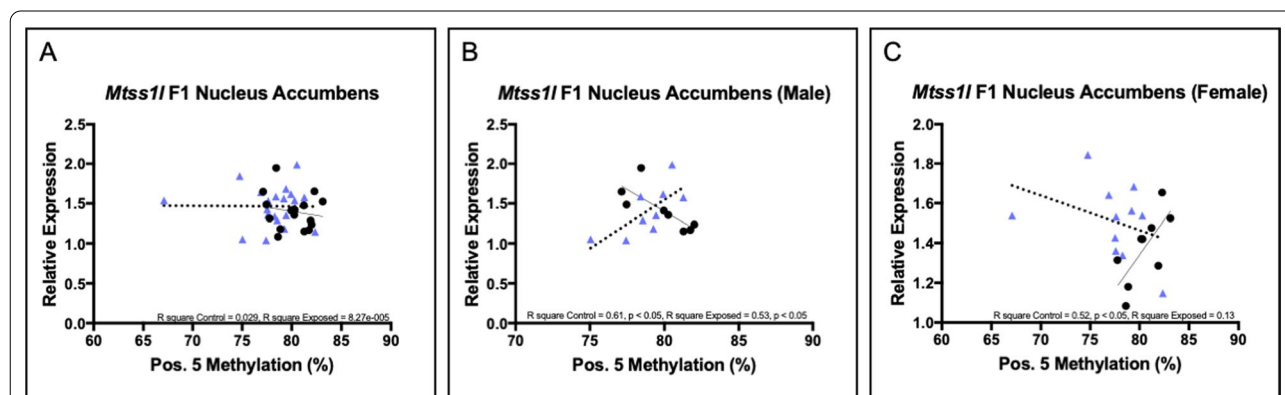 A
Mtss1l F1 Nucleus Accumbens
Relative Expression
2.5
2.0
1.5
1.0
0.5
0.0
R square Control = 0.029, R square Exposed = 8.27e-005
60 65 70 75 80 85 90
Pos. 5 Methylation (%)
B
Mtss1l F1 Nucleus Accumbens (Male)
Relative Expression
2.5
2.0
1.5
1.0
0.5
0.0
R square Control = 0.61, p < 0.05, R square Exposed = 0.53, p < 0.05
70 75 80 85 90
Pos. 5 Methylation (%)
C
Mtss1l F1 Nucleus Accumbens (Female)
Relative Expression
2.0
1.8
1.6
1.4
1.2
1.0
R square Control = 0.52, p < 0.05, R square Exposed = 0.13
60 65 70 75 80 85 90
Pos. 5 Methylation (%)